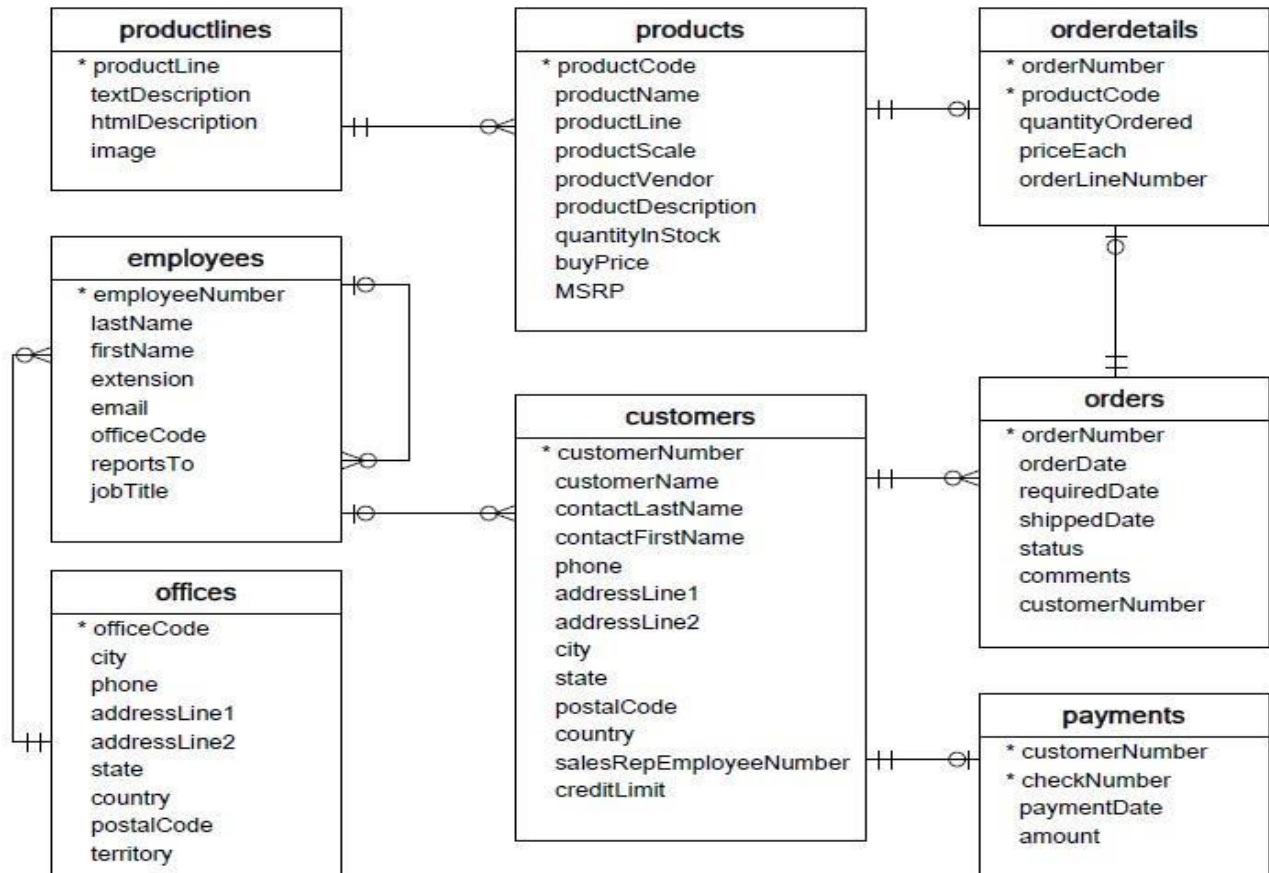 productlines
* productLine
textDescription
htmlDescription
image
products
* productCode
productName
productLine
productScale
productVendor
productDescription
quantityInStock
buyPrice
MSRP
orderdetails
* orderNumber
* productCode
quantityOrdered
priceEach
orderLineNumber
employees
* employeeNumber
lastName
firstName
extension
email
officeCode
reportsTo
jobTitle
customers
* customerNumber
customerName
contactLastName
contactFirstName
phone
addressLine1
addressLine2
city
state
postalCode
country
salesRepEmployeeNumber
creditLimit
orders
* orderNumber
orderDate
requiredDate
shippedDate
status
comments
customerNumber
offices
* officeCode
city
phone
addressLine1
addressLine2
state
country
postalCode
territory
payments
* customerNumber
* checkNumber
paymentDate
amount